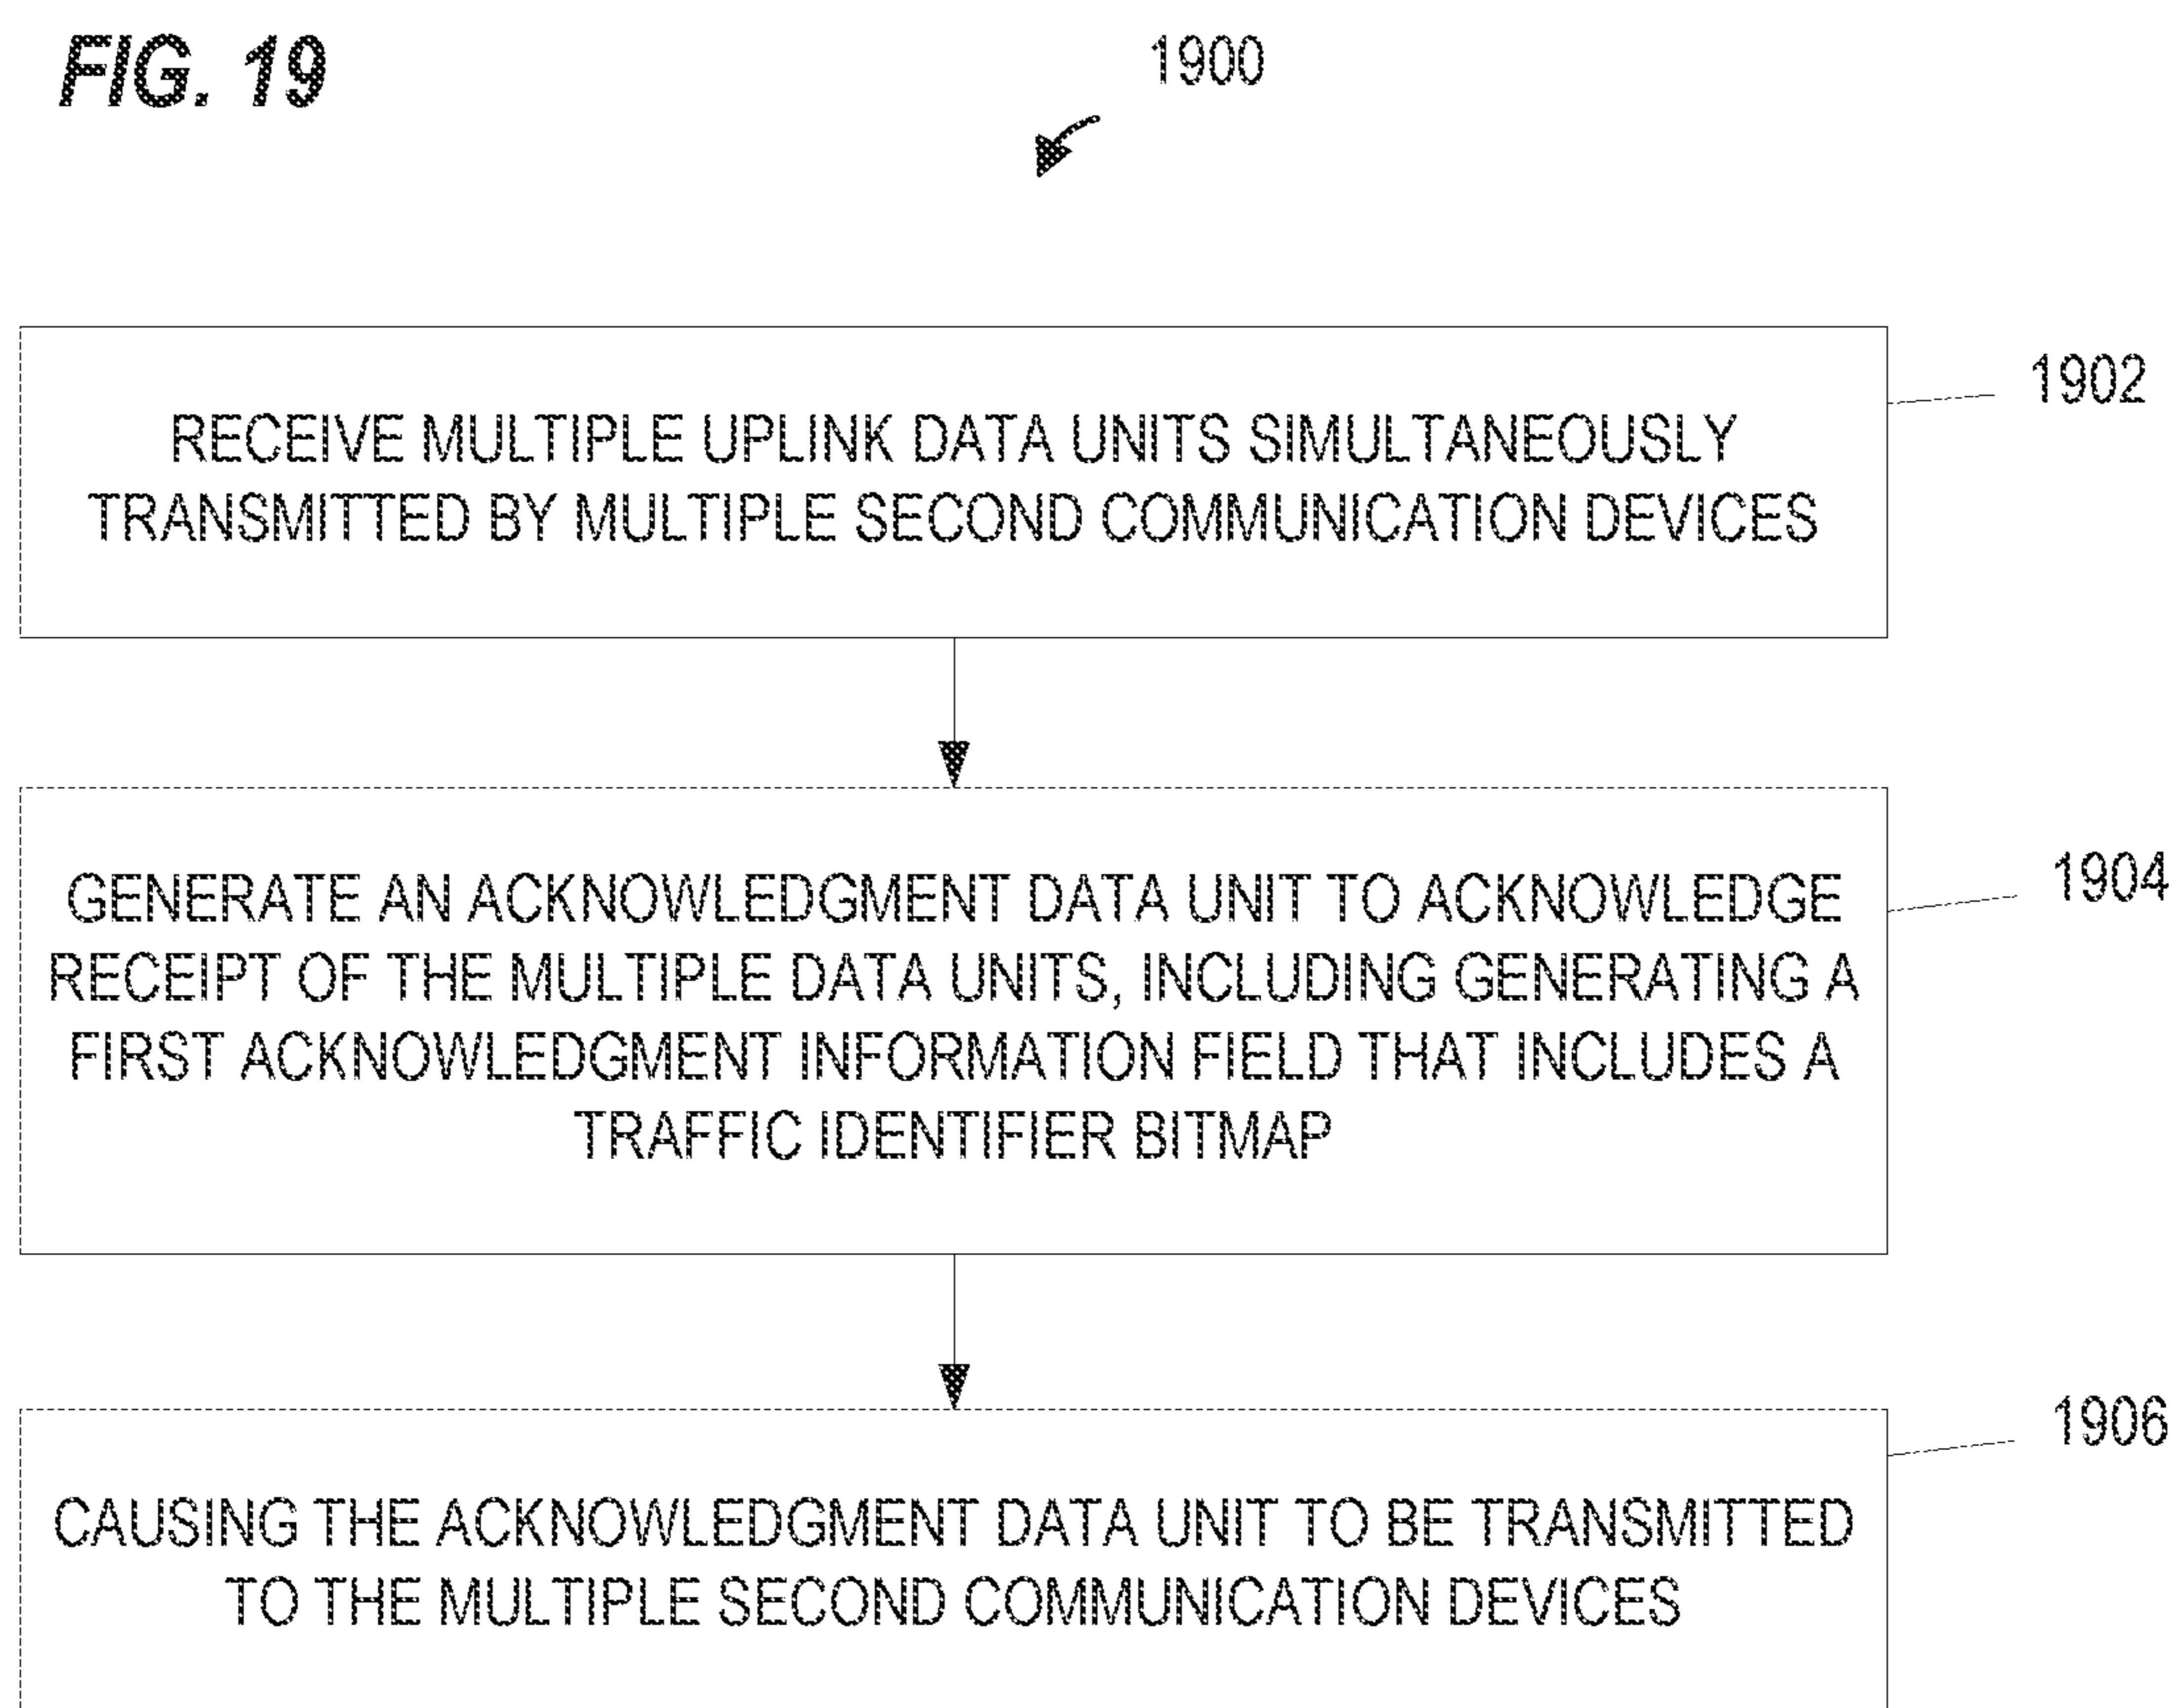 FIG. 19
1900
1902
RECEIVE MULTIPLE UPLINK DATA UNITS SIMULTANEOUSLY
TRANSMITTED BY MULTIPLE SECOND COMMUNICATION DEVICES
1904
GENERATE AN ACKNOWLEDGMENT DATA UNIT TO ACKNOWLEDGE
RECEIPT OF THE MULTIPLE DATA UNITS, INCLUDING GENERATING A
FIRST ACKNOWLEDGMENT INFORMATION FIELD THAT INCLUDES A
TRAFFIC IDENTIFIER BITMAP
1906
CAUSING THE ACKNOWLEDGMENT DATA UNIT TO BE TRANSMITTED
TO THE MULTIPLE SECOND COMMUNICATION DEVICES